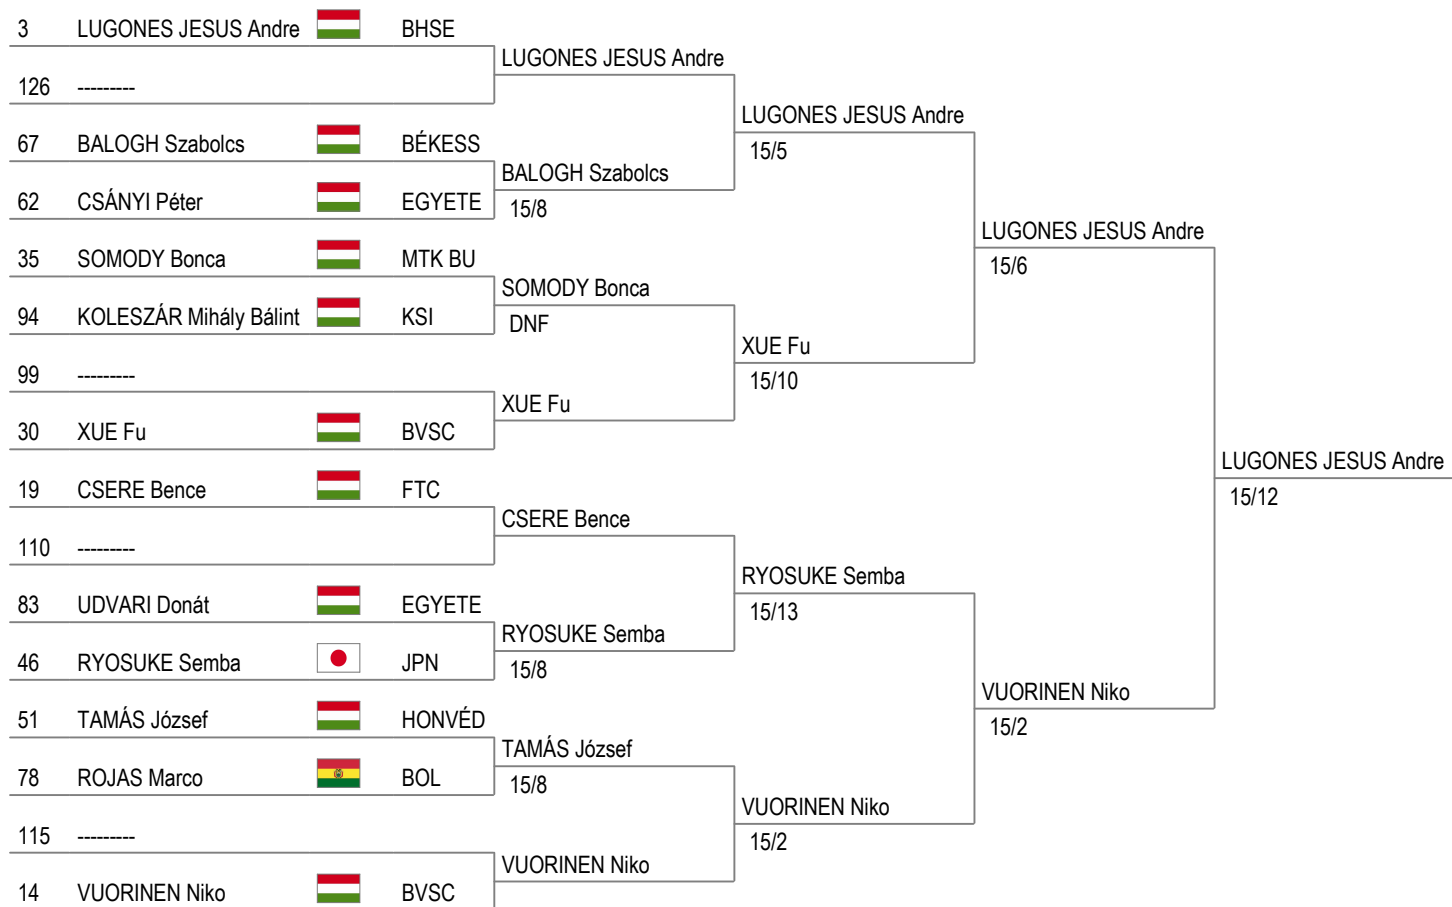 3 LUGONES JESUS Andre BHSE
126 ---------
67 BALOGH Szabolcs BÉKESS
62 CSÁNYI Péter EGYETE
35 SOMODY Bonca MTK BU
94 KOLESZÁR Mihály Bálint KSI
99 ---------
30 XUE Fu BVSC
19 CSERE Bence FTC
110 ---------
83 UDVARI Donát EGYETE
46 RYOSUKE Semba JPN
51 TAMÁS József HONVÉD
78 ROJAS Marco BOL
115 ---------
14 VUORINEN Niko BVSC
LUGONES JESUS Andre
BALOGH Szabolcs
15/8
SOMODY Bonca
DNF
XUE Fu
CSERE Bence
RYOSUKE Semba
15/8
TAMÁS József
15/8
VUORINEN Niko
LUGONES JESUS Andre
15/5
XUE Fu
15/10
RYOSUKE Semba
15/13
VUORINEN Niko
15/2
LUGONES JESUS Andre
15/6
VUORINEN Niko
15/2
LUGONES JESUS Andre
15/12